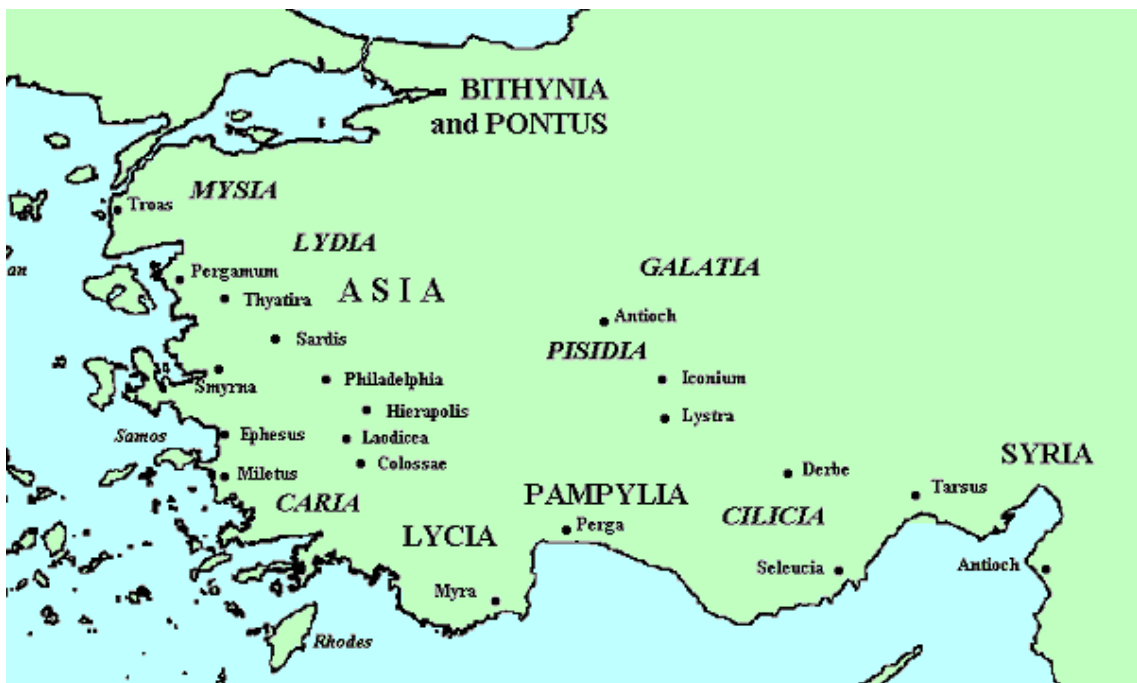 BITHYNIA
and PONTUS
MYSIA
Troas
LYDIA
GALATIA
an
Pergamum
ASIA
Thyatira
Antioch
Sardis
PISIDIA
Smyrna
Philadelphia
Iconium
Hierapolis
Lystra
Samos
Ephesus
Laodicea
Colossae
SYRIA
Miletus
Derbe
Tarsus
CARIA
PAMPYLIA
CILICIA
LYCIA
Perga
Seleucia
Antioch
Myra
Rhodes